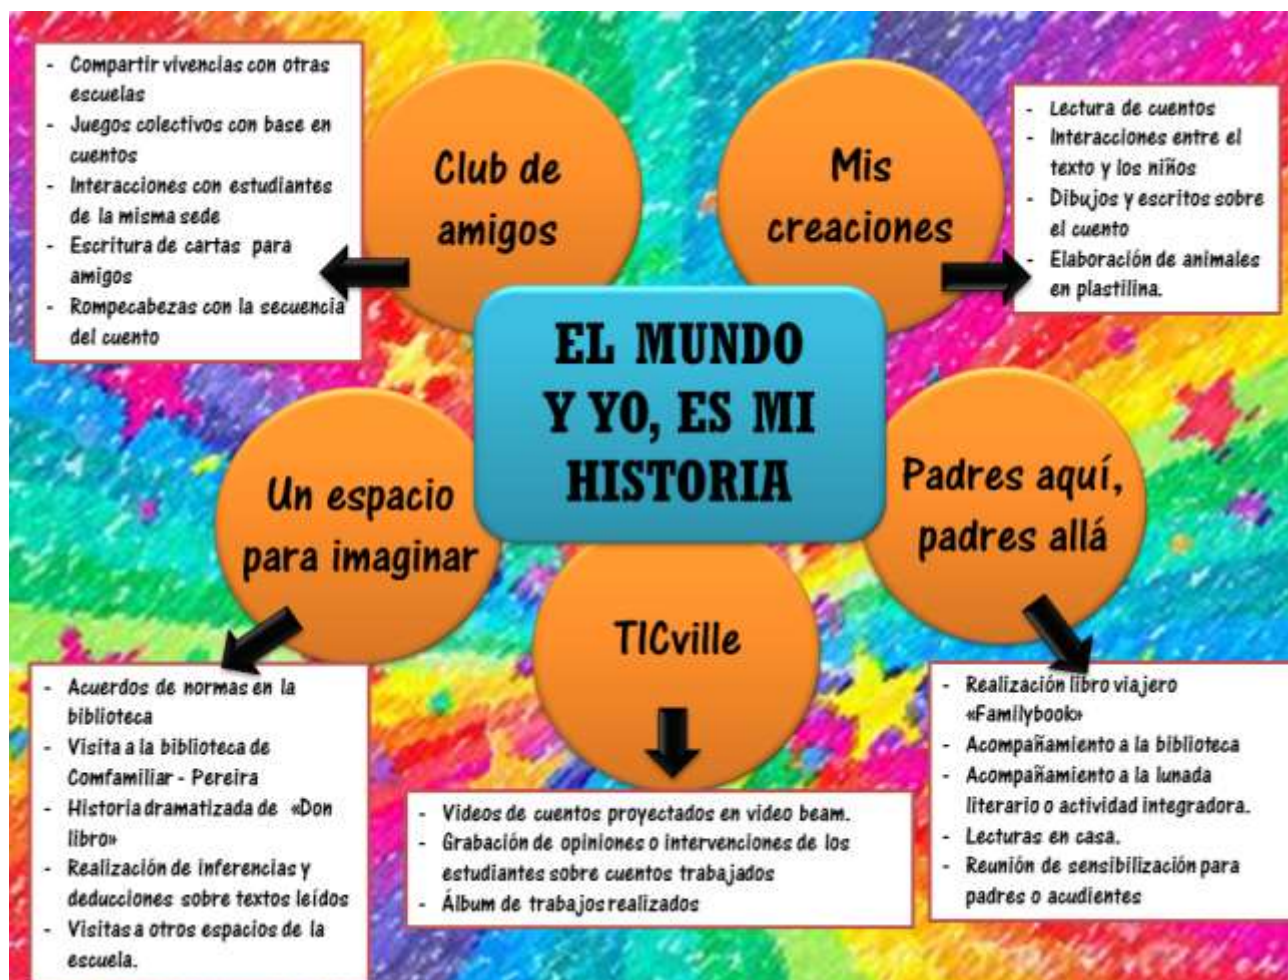 - Compartir vivencias con otras
escuelas
- Juegos colectivos con base en
cuentos
- Interacciones con estudiantes
de la misma sede
- Escritura de cartas para
amigos
- Rompecabezas con la secuencia
del cuento
Club de
amigos
Mis
creaciones
- Lectura de cuentos
- Interacciones entre el
texto y los niños
- Dibujos y escritos sobre
el cuento
- Elaboración de animales
en plastilina.
EL MUNDO
Y YO, ES MI
HISTORIA
Un espacio
para imaginar
Padres aquí,
padres allá
TICville
- Acuerdos de normas en la
biblioteca
- Visita a la biblioteca de
Comfamiliar - Pereira
- Historia dramatizada de «Don
libro»
- Realización de inferencias y
deducciones sobre textos leídos
- Visitas a otros espacios de la
escuela.
- Videos de cuentos proyectados en video beam.
- Grabación de opiniones o intervenciones de los
estudiantes sobre cuentos trabajados
- Álbum de trabajos realizados
- Realización libro viajero
«Familybook»
- Acompañamiento a la biblioteca
- Acompañamiento a la lunada
literario o actividad integradora.
- Lecturas en casa.
- Reunión de sensibilización para
padres o acudientes